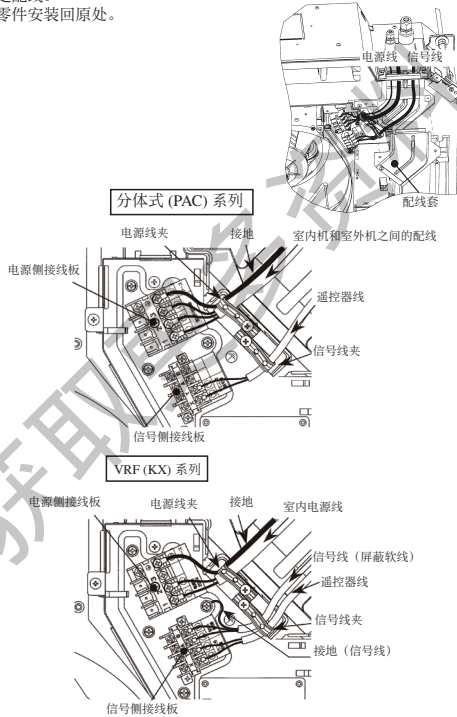 定配线。
零件安装回原处。
电源线 信号线
配线套
分体式 (PAC) 系列
电源线夹 接地 室内机和室外机之间的配线
电源侧接线板
遥控器线
信号线夹
信号侧接线板
VRF (KX) 系列
电源侧接线板 电源线夹 接地 室内电源线
信号线（屏蔽软线）
遥控器线
信号线夹
接地（信号线）
信号侧接线板